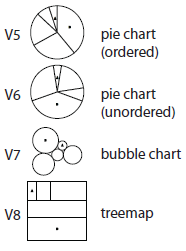 V5 pie chart
(ordered)
V6 pie chart
(unordered)
V7 bubble chart
V8 treemap